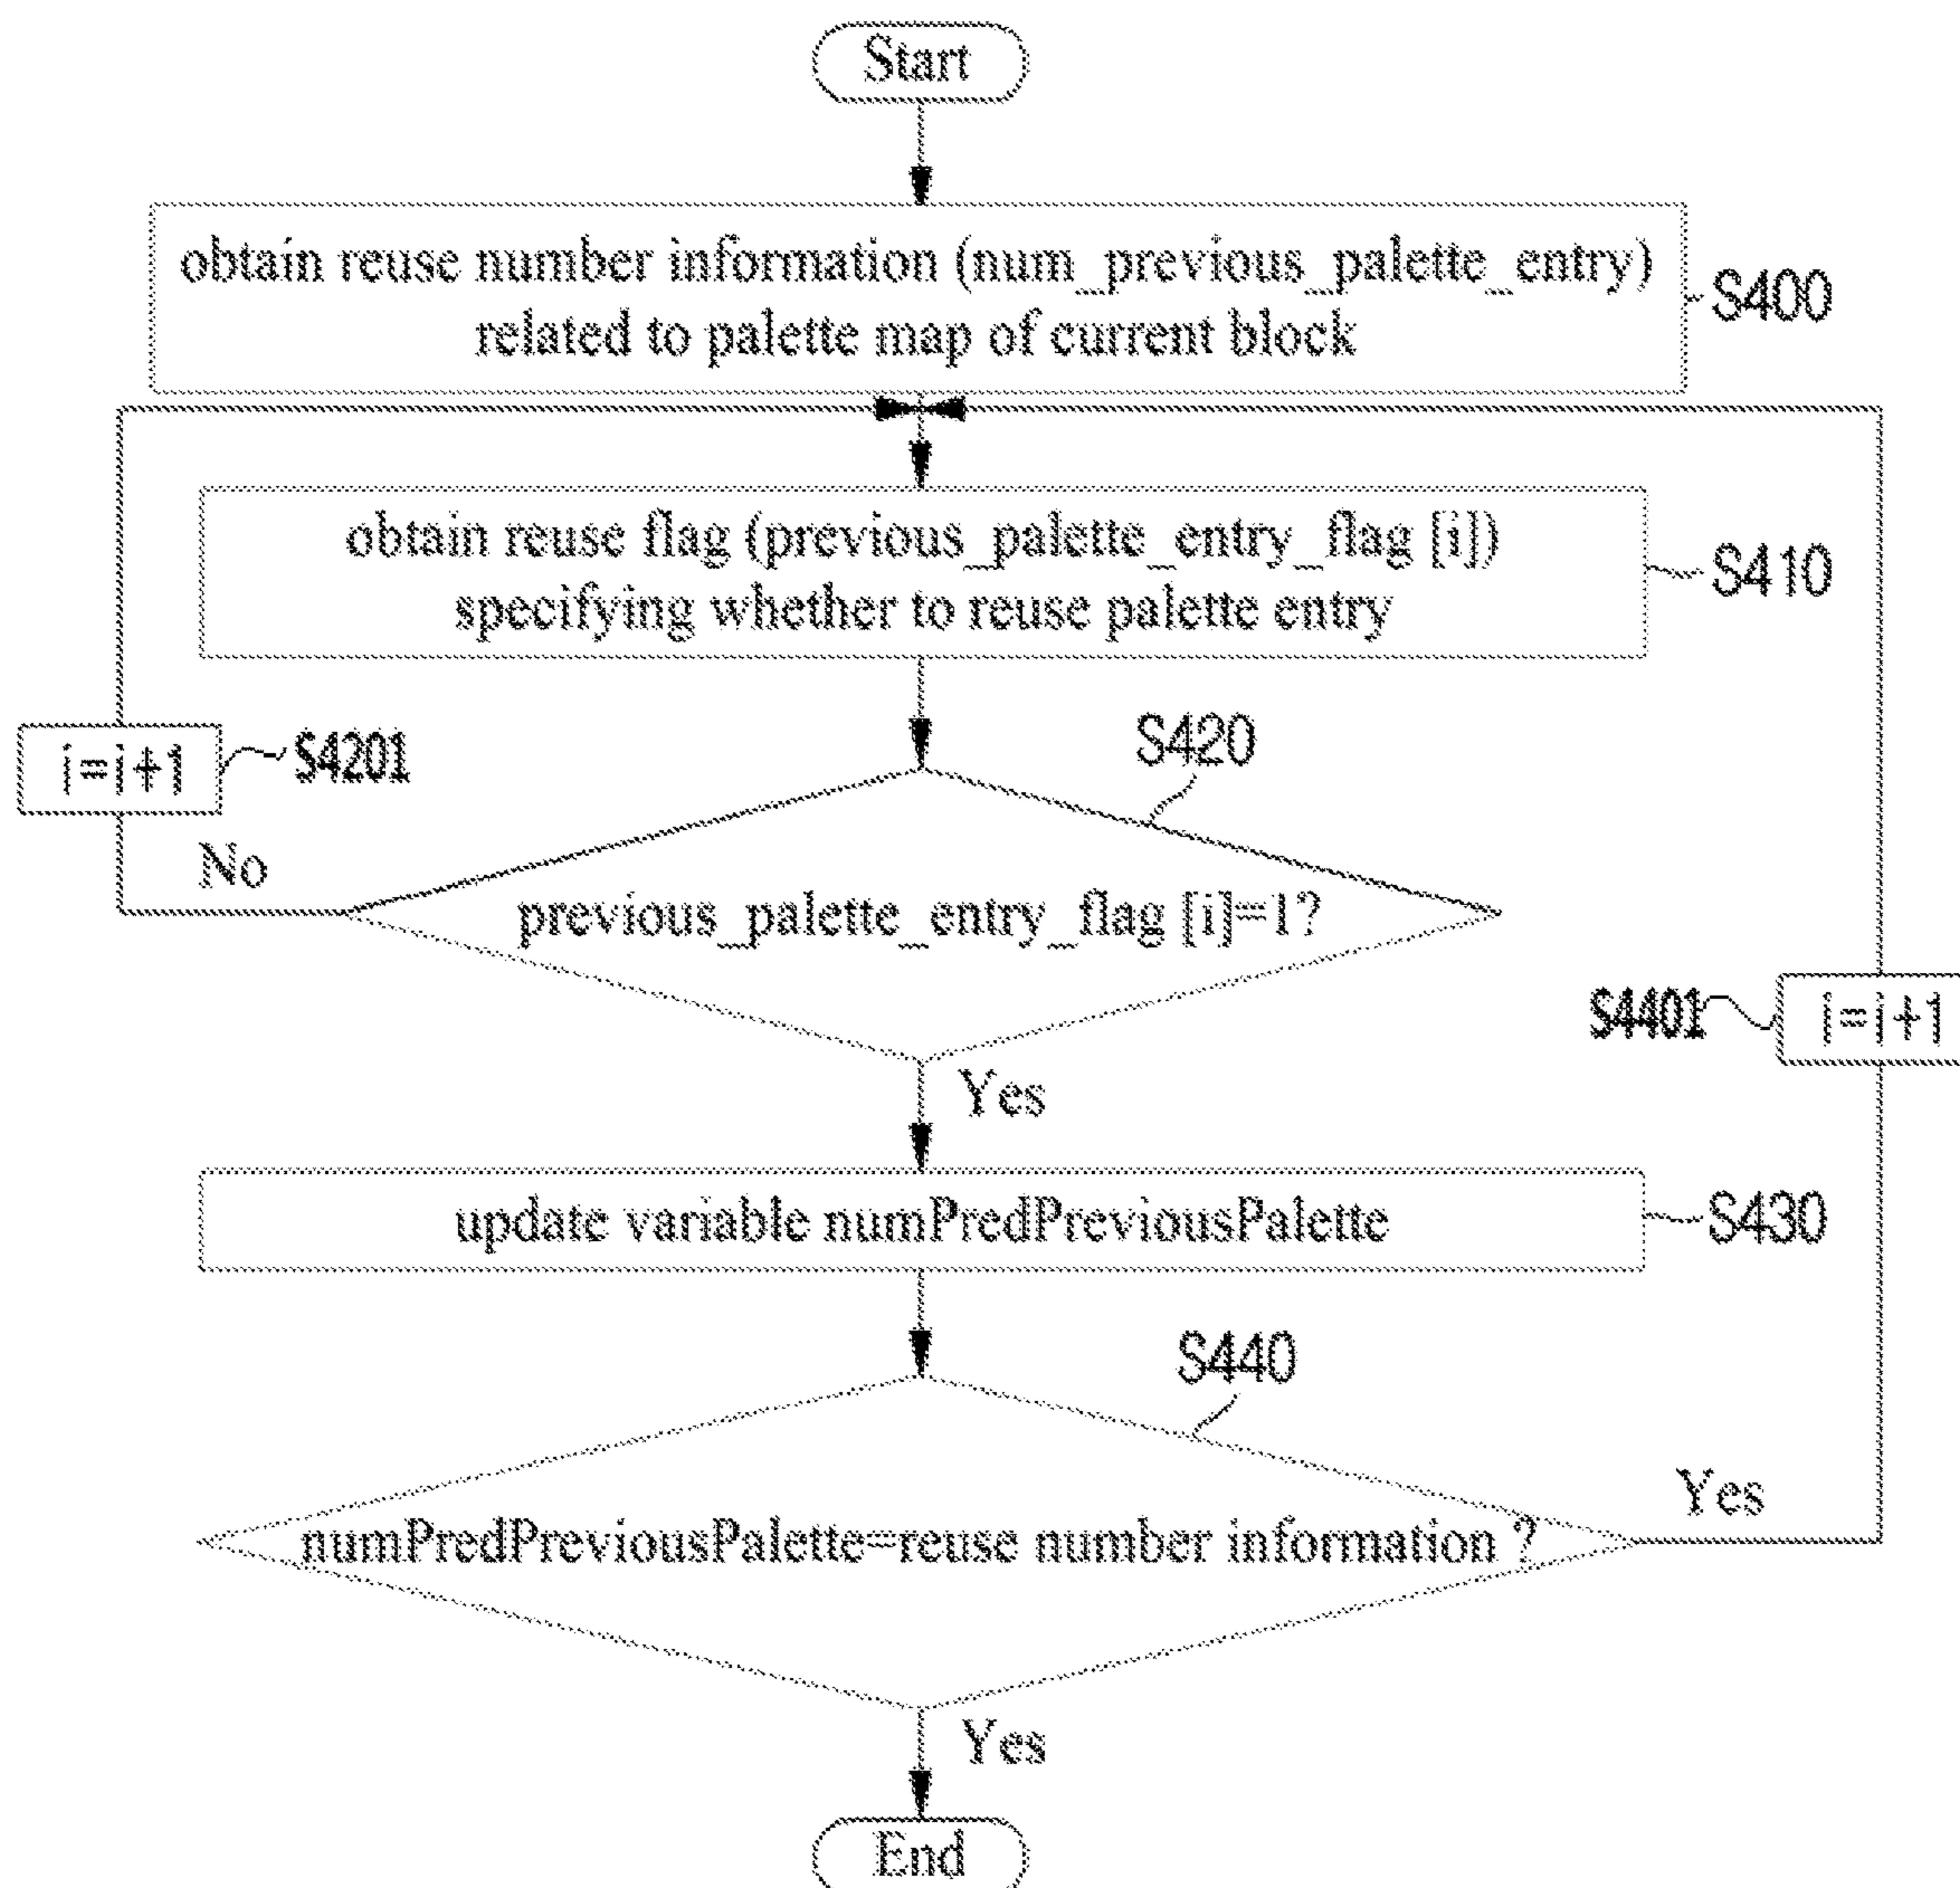 Start
obtain reuse number information (num_previous_palette_entry)
related to palette map of current block
S400
obtain reuse flag (previous_palette_entry_flag [i])
specifying whether to reuse palette entry
S410
i=i+1
S4201
S420
No
previous_palette_entry_flag [i]=1?
S4401
i=i+1
Yes
update variable numPredPreviousPalette
S430
S440
Yes
numPredPreviousPalette=reuse number information ?
Yes
End